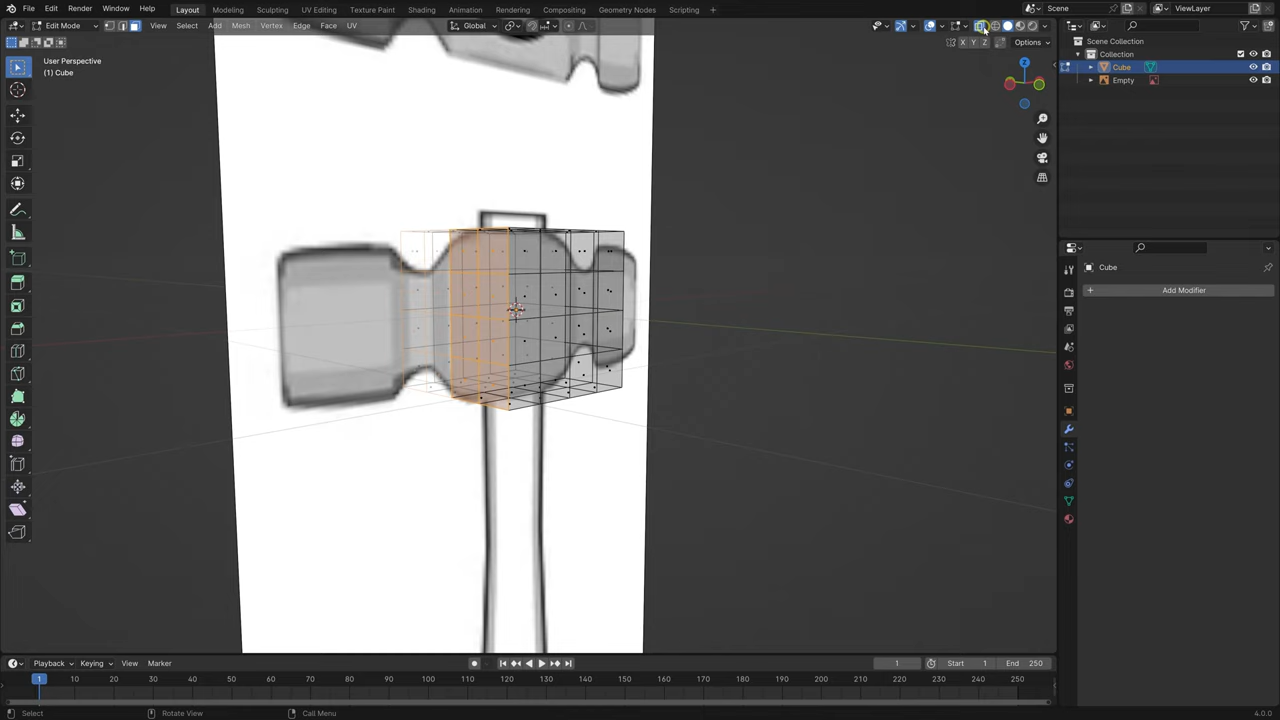 File Edit Render Window Help Layout Modeling Sculpting UV Editing Texture Paint Shading Animation Rendering Compositing Geometry Nodes Scripting + Scene ViewLayer
Edit Mode View Select Add Mesh Vertex Edge Face UV Global
X Y Z Options
User Perspective
(1) Cube
Z
Scene Collection
Collection
Cube
Empty
Cube
+ Add Modifier
Playback Keying View Marker 1 Start 1 End 250
1 10 20 30 40 50 60 70 80 90 100 110 120 130 140 150 160 170 180 190 200 210 220 230 240 250
Select Rotate View Call Menu 4.0.0